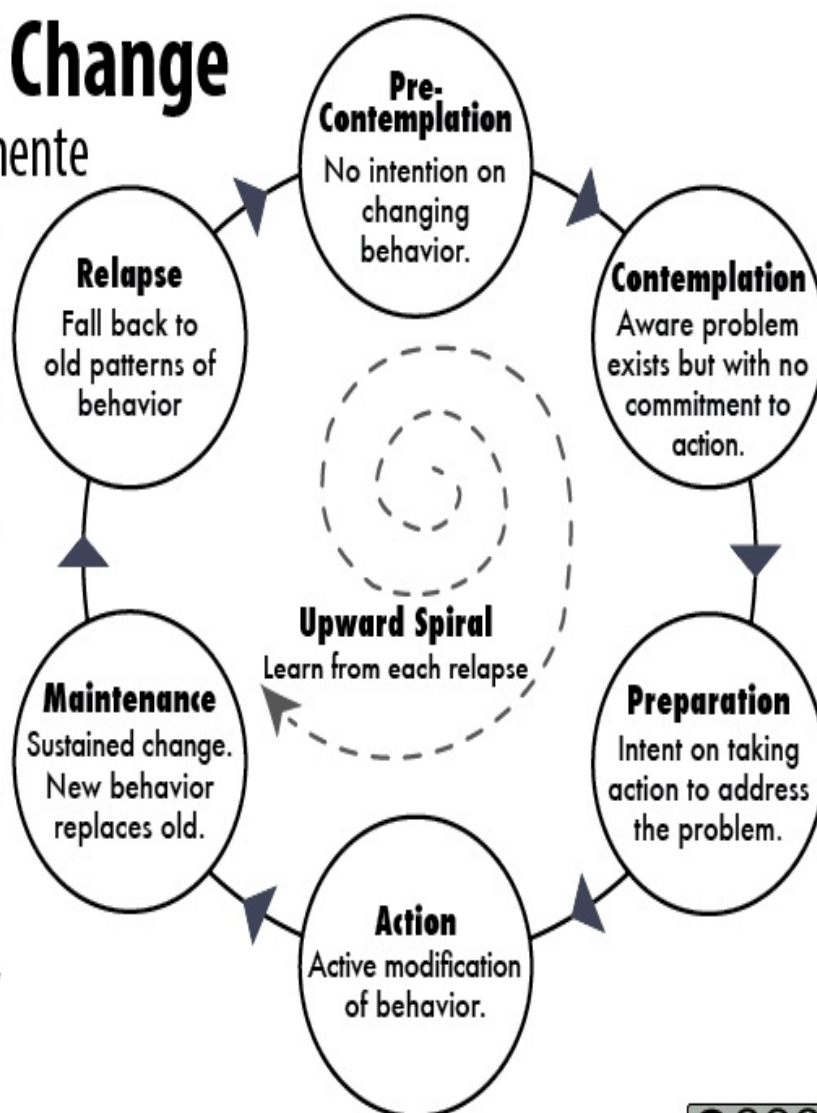 Change
nente
Pre-
Contemplation
No intention on
changing
behavior.
Contemplation
Aware problem
exists but with no
commitment to
action.
Preparation
Intent on taking
action to address
the problem.
Action
Active modification
of behavior.
Maintenance
Sustained change.
New behavior
replaces old.
Relapse
Fall back to
old patterns of
behavior
Upward Spiral
Learn from each relapse